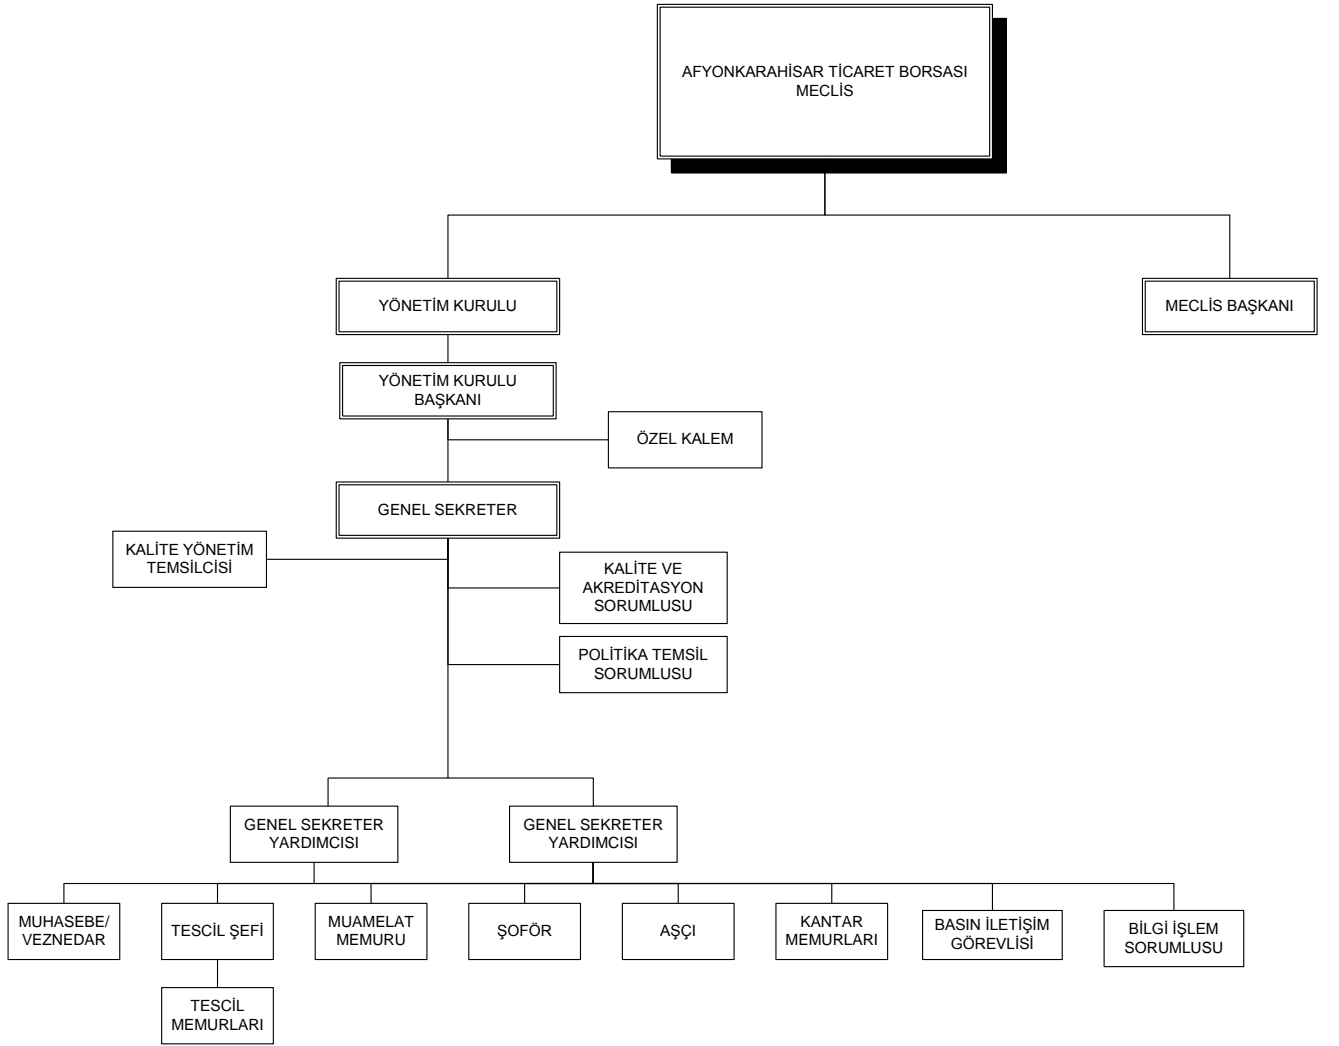 AFYONKARAHİSAR TİCARET BORSASI
MECLİS
YÖNETİM KURULU
MECLİS BAŞKANI
YÖNETİM KURULU
BAŞKANI
ÖZEL KALEM
GENEL SEKRETER
KALİTE YÖNETİM
TEMSİLCİSİ
KALİTE VE
AKREDİTASYON
SORUMLUSU
POLİTİKA TEMSİL
SORUMLUSU
GENEL SEKRETER
YARDIMCISI
GENEL SEKRETER
YARDIMCISI
MUHASEBE/
VEZNEDAR
TESCİL ŞEFİ
MUAMELAT
MEMURU
ŞOFÖR
AŞÇI
KANTAR
MEMURLARI
BASIN İLETİŞİM
GÖREVLİSİ
BİLGİ İŞLEM
SORUMLUSU
TESCİL
MEMURLARI